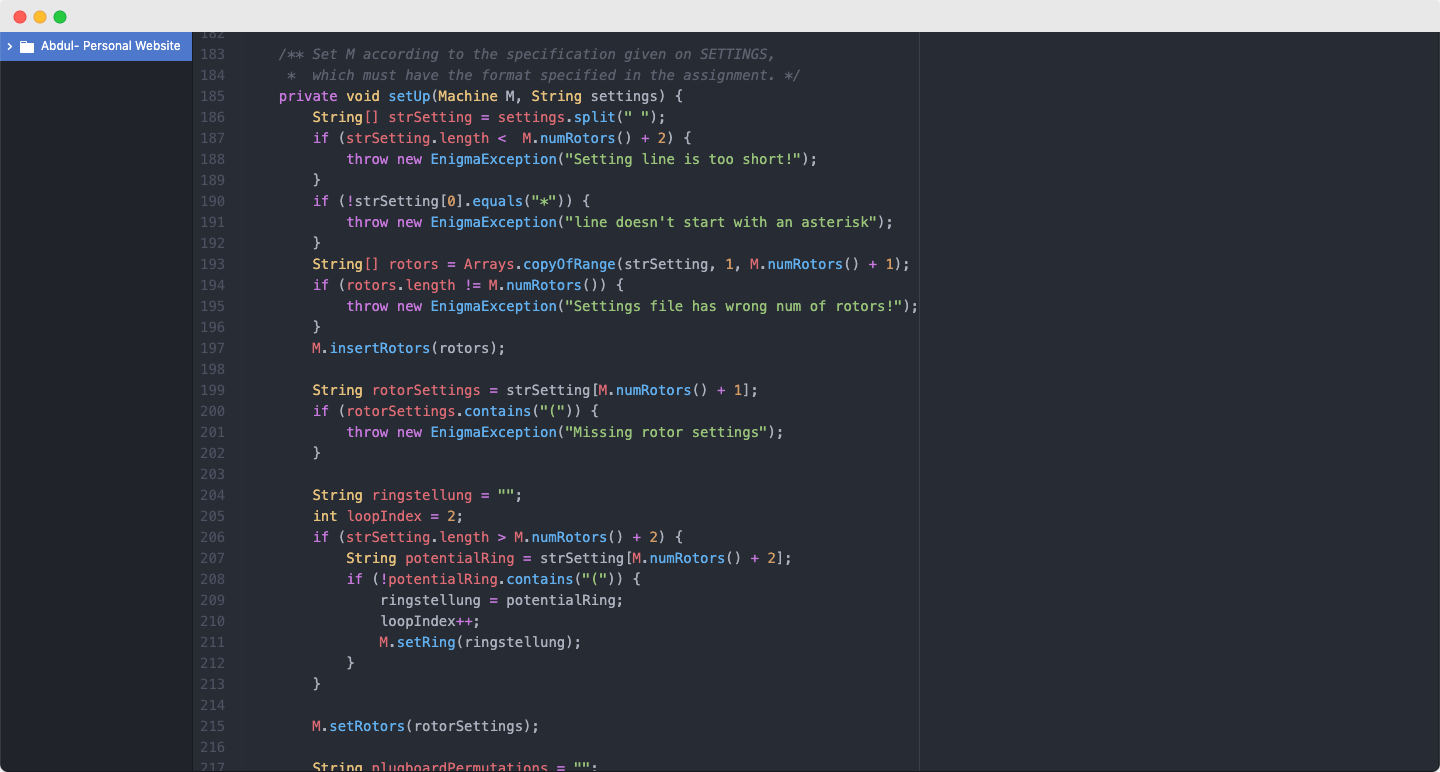 Abdul- Personal Website
182
183 /** Set M according to the specification given on SETTINGS,
184 * which must have the format specified in the assignment. */
185 private void setUp(Machine M, String settings) {
186 String[] strSetting = settings.split(" ");
187 if (strSetting.length <  M.numRotors() + 2) {
188 throw new EnigmaException("Setting line is too short!");
189 }
190 if (!strSetting[0].equals("*")) {
191 throw new EnigmaException("line doesn't start with an asterisk");
192 }
193 String[] rotors = Arrays.copyOfRange(strSetting, 1, M.numRotors() + 1);
194 if (rotors.length != M.numRotors()) {
195 throw new EnigmaException("Settings file has wrong num of rotors!");
196 }
197 M.insertRotors(rotors);
198
199 String rotorSettings = strSetting[M.numRotors() + 1];
200 if (rotorSettings.contains("(")) {
201 throw new EnigmaException("Missing rotor settings");
202 }
203
204 String ringstellung = "";
205 int loopIndex = 2;
206 if (strSetting.length > M.numRotors() + 2) {
207 String potentialRing = strSetting[M.numRotors() + 2];
208 if (!potentialRing.contains("(")) {
209 ringstellung = potentialRing;
210 loopIndex++;
211 M.setRing(ringstellung);
212 }
213 }
214
215 M.setRotors(rotorSettings);
216
217 String plugboardPermutations = "";